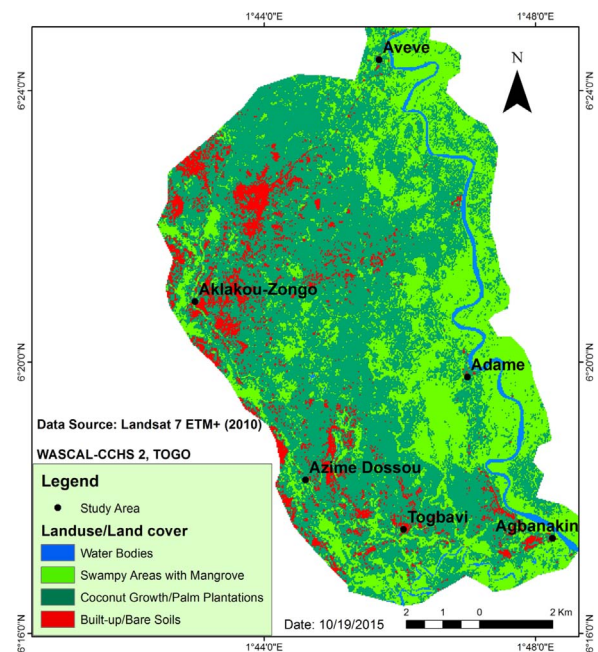 1°44'0"E
1°48'0"E
6°24'0"N
6°24'0"N
Aveve
N
Aklakou-Zongo
6°20'0"N
6°20'0"N
Adame
Data Source: Landsat 7 ETM+ (2010)
WASCAL-CCHS 2, TOGO
Legend
Study Area
Landuse/Land cover
Water Bodies
Swampy Areas with Mangrove
Coconut Growth/Palm Plantations
Built-up/Bare Soils
Azime Dossou
Togbavi
Agbanakin
Date: 10/19/2015
2 1 0 2 Km
6°16'0"N
6°16'0"N
1°44'0"E
1°48'0"E